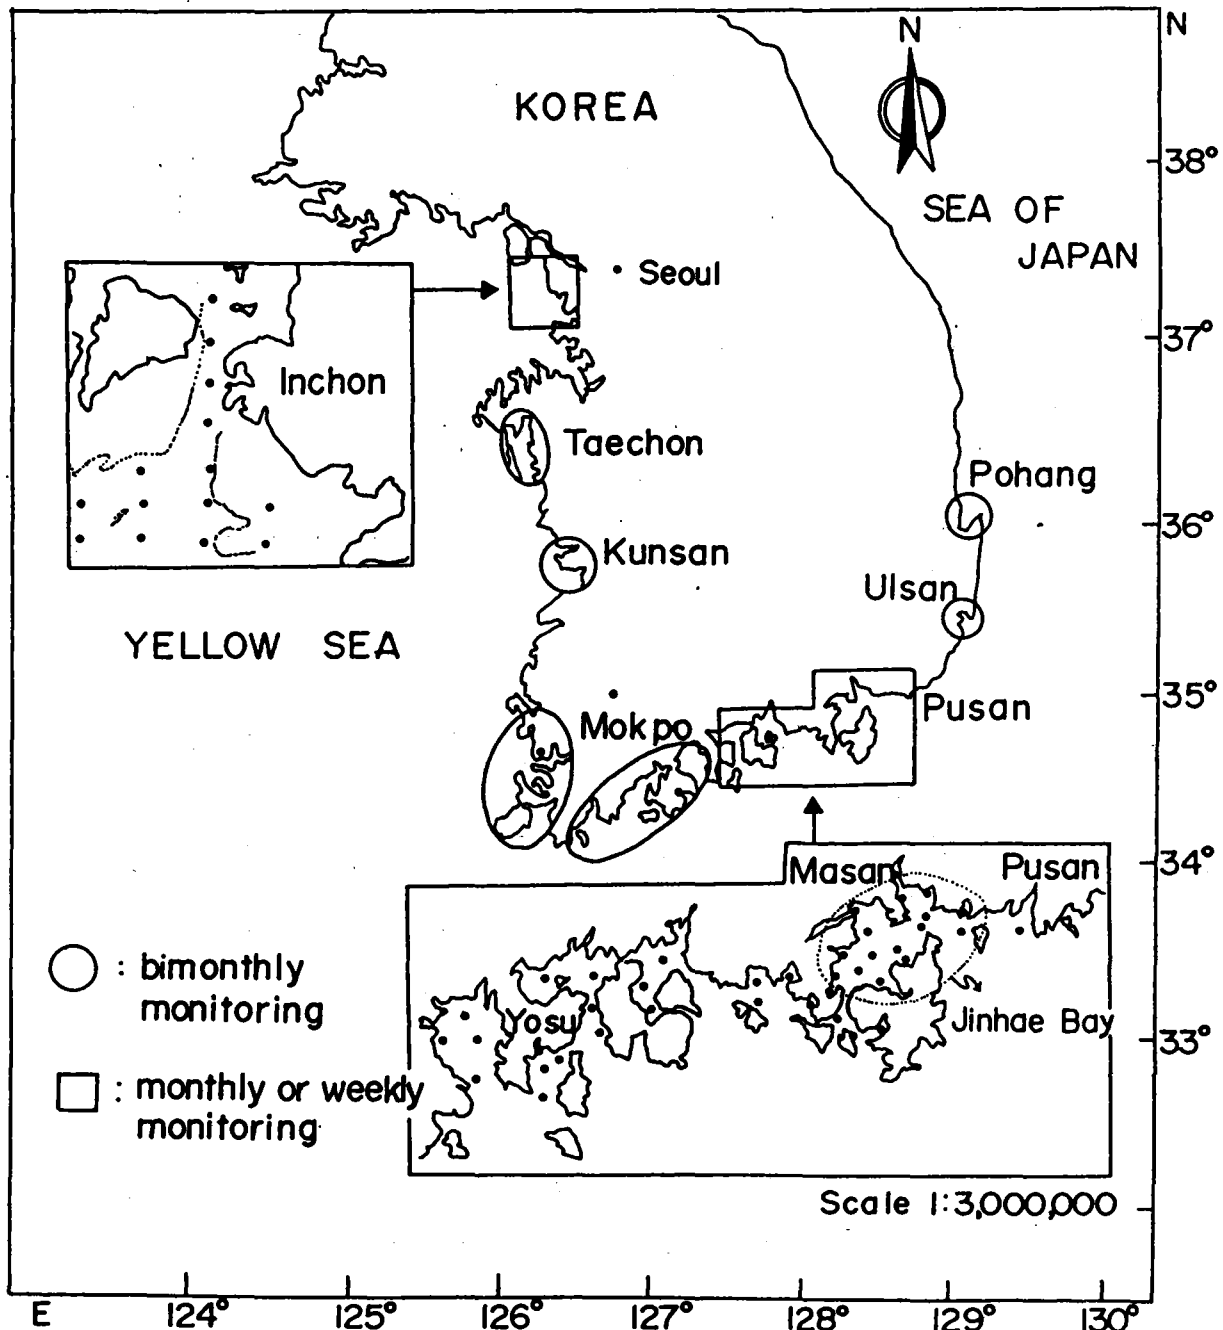 N
N
KOREA
38°
SEA OF
JAPAN
Seoul
37°
Inchon
Taechon
Pohang
36°
Kunsan
Ulsan
YELLOW SEA
35°
Mokpo
Pusan
34°
Masan
Pusan
: bimonthly
monitoring
Yosu
Jinhae Bay
33°
: monthly or weekly
monitoring
Scale 1:3,000,000
E
124°
125°
126°
127°
128°
129°
130°